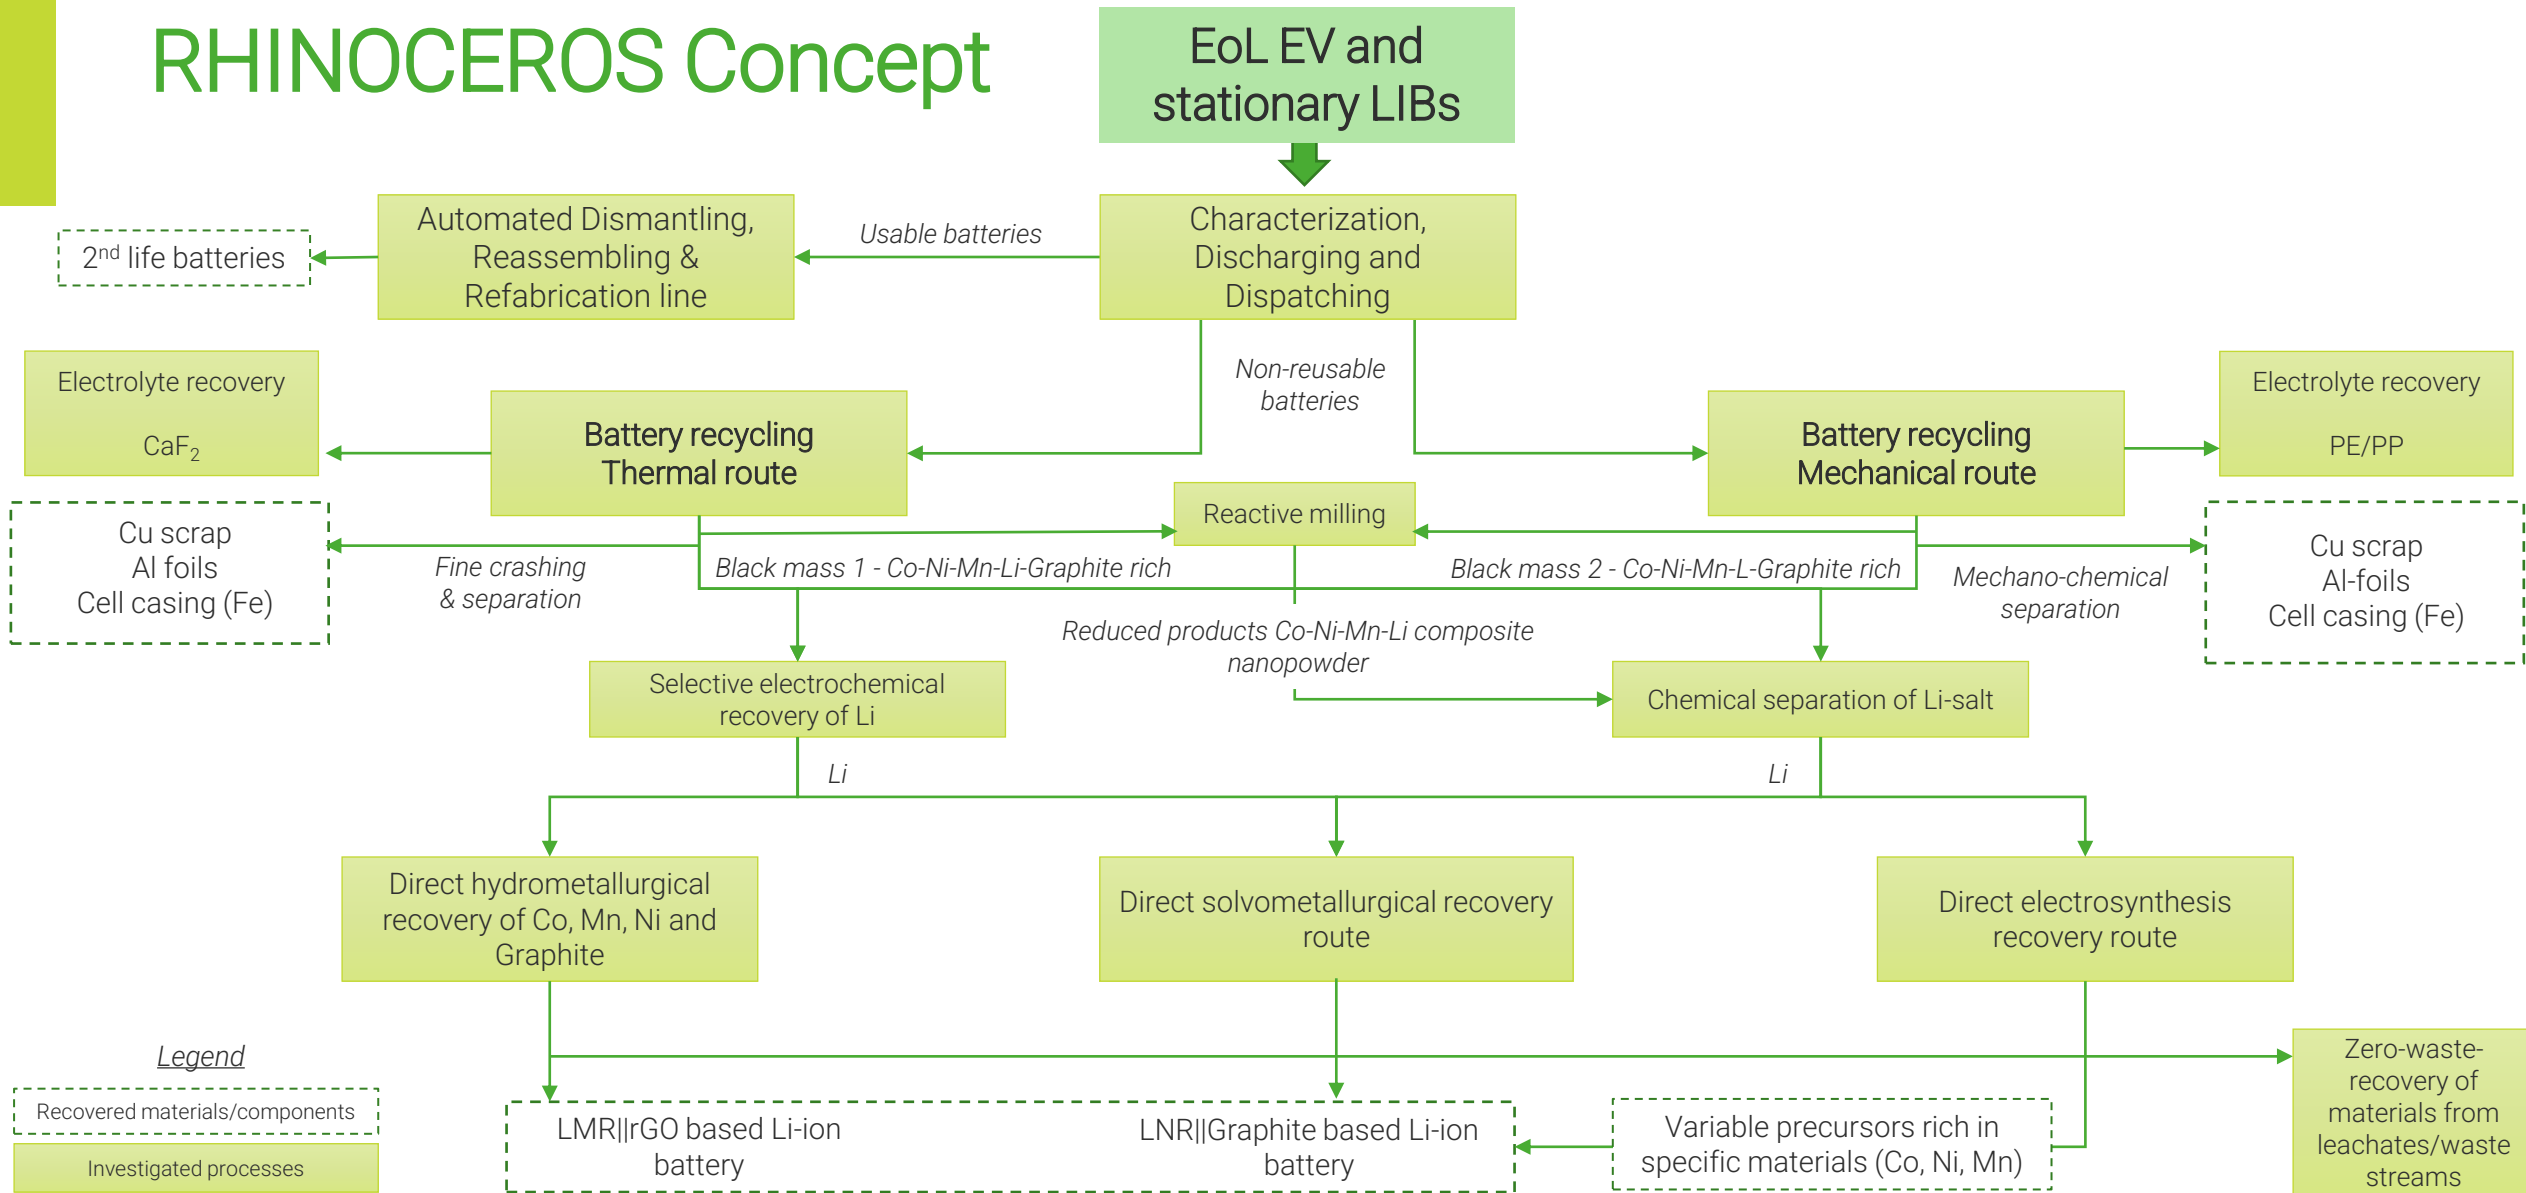 RHINOCEROS Concept
EoL EV and
stationary LIBs
2nd life batteries
Automated Dismantling,
Reassembling &
Refabrication line
Usable batteries
Characterization,
Discharging and
Dispatching
Electrolyte recovery
CaF2
Battery recycling
Thermal route
Non-reusable
batteries
Battery recycling
Mechanical route
Electrolyte recovery
PE/PP
Cu scrap
Al foils
Cell casing (Fe)
Fine crashing
& separation
Reactive milling
Black mass 1 - Co-Ni-Mn-Li-Graphite rich
Black mass 2 - Co-Ni-Mn-L-Graphite rich
Mechano-chemical
separation
Cu scrap
Al-foils
Cell casing (Fe)
Reduced products Co-Ni-Mn-Li composite
nanopowder
Selective electrochemical
recovery of Li
Chemical separation of Li-salt
Li
Li
Direct hydrometallurgical
recovery of Co, Mn, Ni and
Graphite
Direct solvometallurgical recovery
route
Direct electrosynthesis
recovery route
Legend
Recovered materials/components
Investigated processes
LMR||rGO based Li-ion
battery
LNR||Graphite based Li-ion
battery
Variable precursors rich in
specific materials (Co, Ni, Mn)
Zero-waste-
recovery of
materials from
leachates/waste
streams